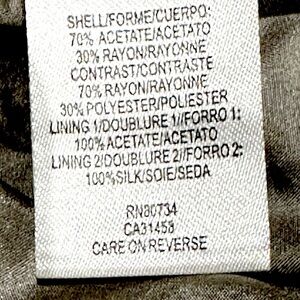 SHELL/FORME/CUERPO:
70% ACETATE/ACETATO
30% RAYON/RAYONNE
CONTRAST/CONTRASTE
70% RAYON/RAYONNE
30% POLYESTER/POLIESTER
LINING 1/DOUBLURE 1//FORRO 1:
100% ACETATE/ACETATO
LINING 2/DOUBLURE 2//FORRO 2:
100%SILK/SOIE/SEDA
RN80734
CA31458
CARE ON REVERSE